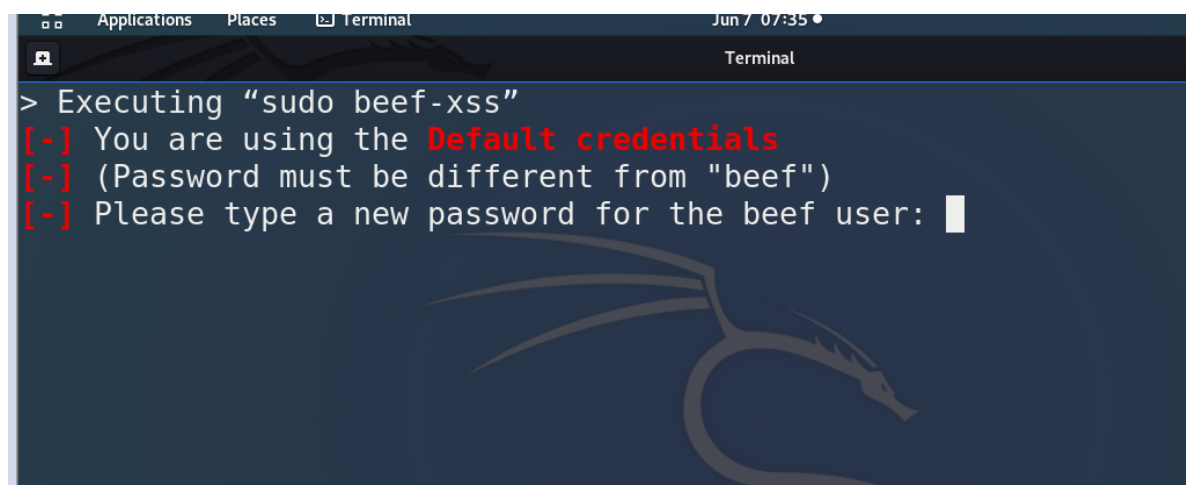 Applications Places Terminal Jun 7 07:35
Terminal
> Executing “sudo beef-xss”
[-] You are using the Default credentials
[-] (Password must be different from "beef")
[-] Please type a new password for the beef user: